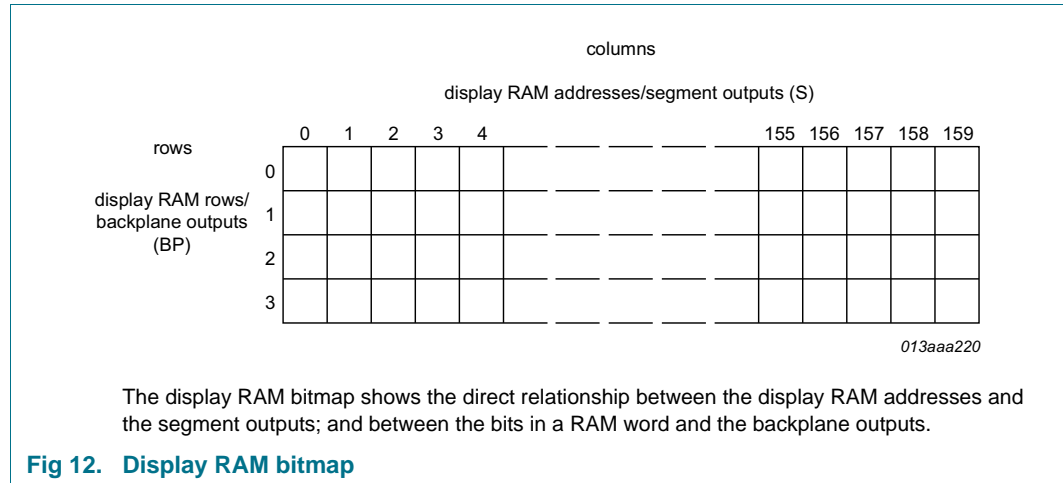 columns
display RAM addresses/segment outputs (S)
0 1 2 3 4 155 156 157 158 159
rows
0
display RAM rows/
backplane outputs
(BP)
1
2
3
013aaa220
The display RAM bitmap shows the direct relationship between the display RAM addresses and
the segment outputs; and between the bits in a RAM word and the backplane outputs.
Fig 12. Display RAM bitmap